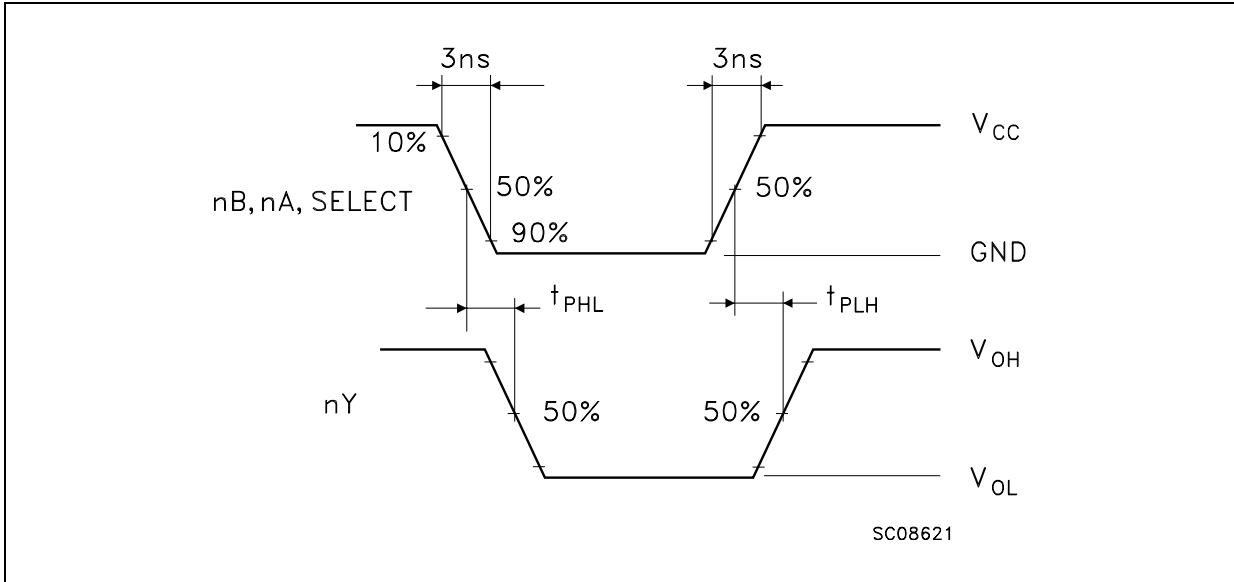 3ns 3ns
10%
V_CC
50% 50%
nB, nA, SELECT
90%
GND
t_PHL t_PLH
V_OH
nY
50% 50%
V_OL
SC08621